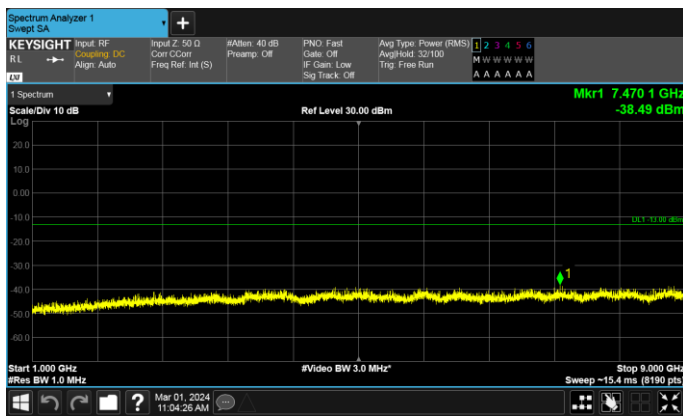 Spectrum Analyzer 1
Swept SA
+
KEYSIGHT
RL
LXI
Input: RF
Coupling: DC
Align: Auto
Input Z: 50 Ω
Corr CCorr
Freq Ref: Int (S)
#Atten: 40 dB
Preamp: Off
PNO: Fast
Gate: Off
IF Gain: Low
Sig Track: Off
Avg Type: Power (RMS)
Avg|Hold: 32/100
Trig: Free Run
1 2 3 4 5 6
M W W W W W
A A A A A A
1 Spectrum
Mkr1 7.470 1 GHz
Scale/Div 10 dB
Ref Level 30.00 dBm
-38.49 dBm
Log
20.0
10.0
0.00
-10.0
DL1 -13.00 dBm
-20.0
-30.0
1
-40.0
-50.0
-60.0
Start 1.000 GHz
#Video BW 3.0 MHz*
Stop 9.000 GHz
#Res BW 1.0 MHz
Sweep ~15.4 ms (8190 pts)
?
Mar 01, 2024
11:04:26 AM